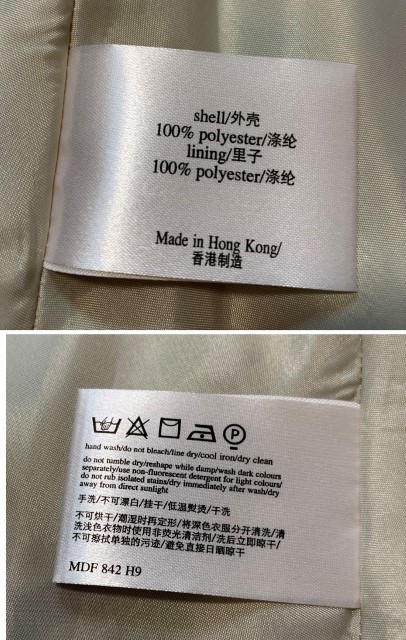 shell/外壳
100% polyester/涤纶
lining/里子
100% polyester/涤纶
Made in Hong Kong/
香港制造
P
hand wash/do not bleach/line dry/cool iron/dry clean
do not tumble dry/reshape while damp/wash dark colours
separately/use non-fluorescent detergent for light colours/
do not rub isolated stains/dry immediately after wash/dry
away from direct sunlight
手洗/不可漂白/挂干/低温熨烫/干洗
不可烘干/潮湿时再定形/将深色衣服分开清洗/清
洗浅色衣物时使用非荧光清洁剂/洗后立即晾干/
不可擦拭单独的污迹/避免直接日晒晾干
MDF 842 H9